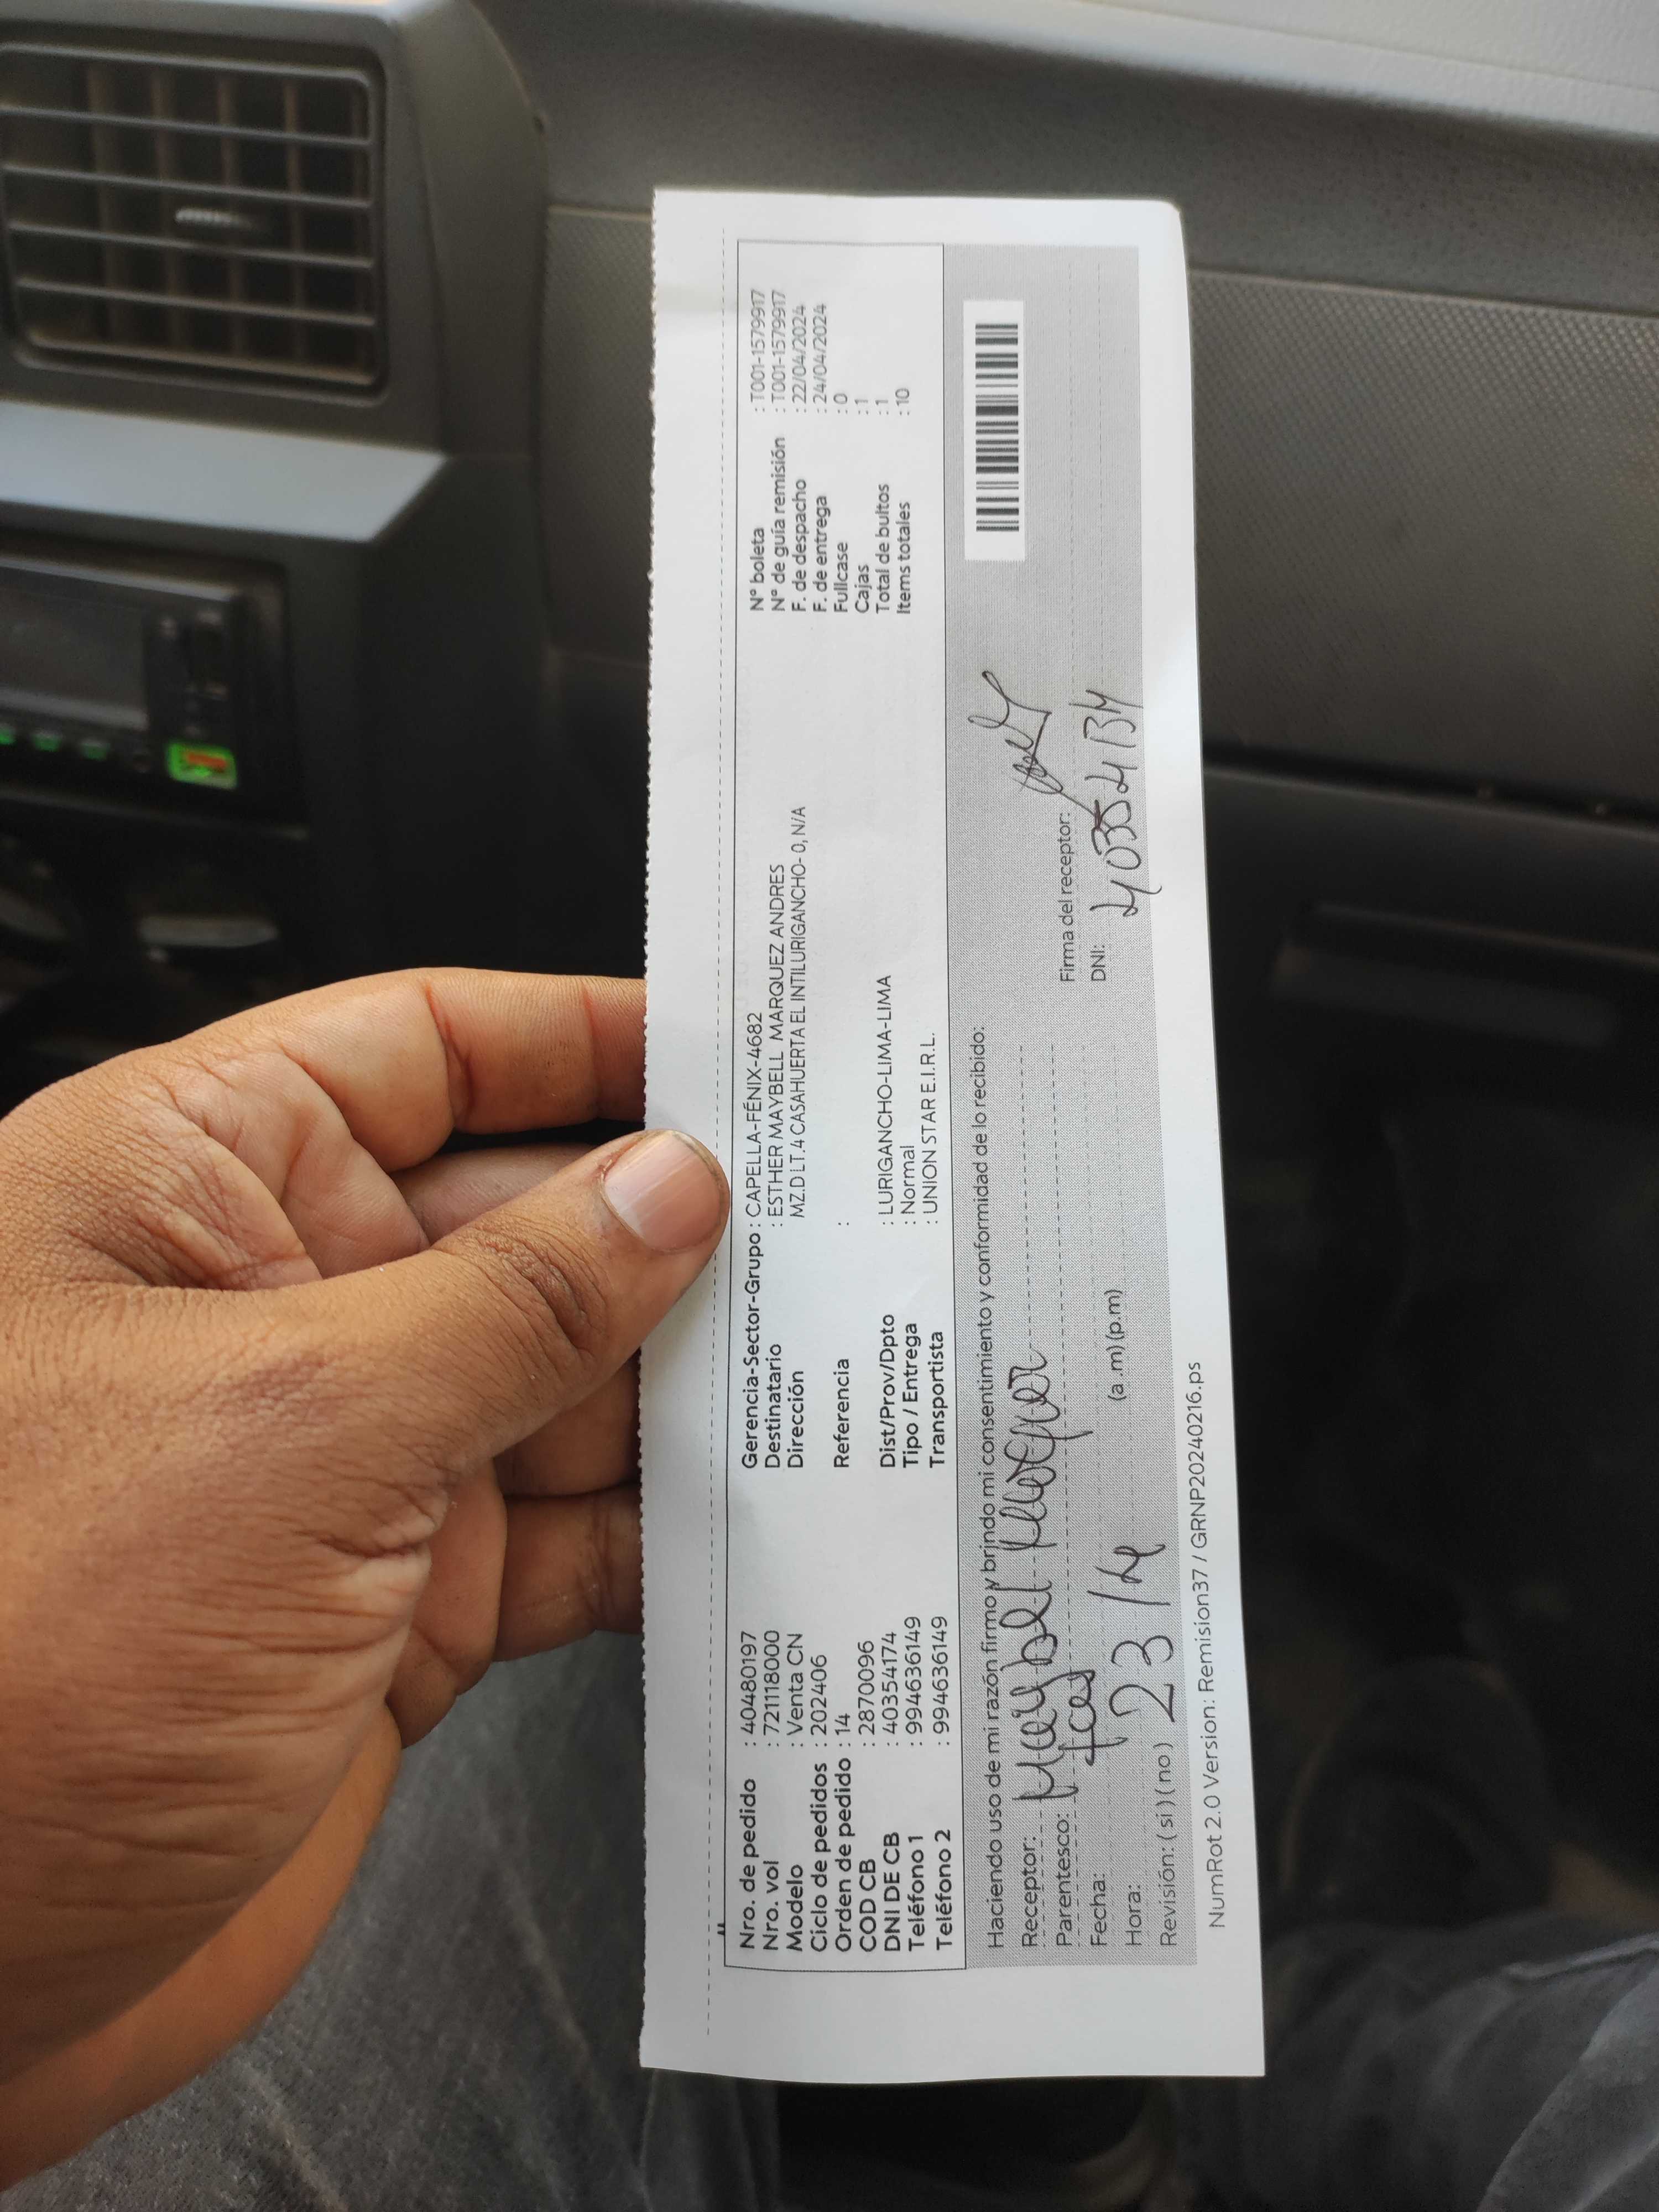 Nro. de pedido : 40480197
Nro. vol : 721118000
Modelo : Venta CN
Ciclo de pedidos : 202406
Orden de pedido : 14
COD CB : 2870096
DNI DE CB : 40354174
Teléfono 1 : 994636149
Teléfono 2 : 994636149
Gerencia-Sector-Grupo : CAPELLA-FÉNIX-4682
Destinatario : ESTHER MAYBELL MARQUEZ ANDRES
Dirección MZ.D LT.4 CASAHUERTA EL INTILURIGANCHO- 0, N/A
Referencia :
Dist/Prov/Dpto : LURIGANCHO-LIMA-LIMA
Tipo / Entrega : Normal
Transportista : UNION STAR E.I.R.L.
N° boleta : T001-1579917
N° de guía remisión : T001-1579917
F. de despacho : 22/04/2024
F. de entrega : 24/04/2024
Fullcase : 0
Cajas : 1
Total de bultos : 1
Items totales : 10
Haciendo uso de mi razón firmo y brindo mi consentimiento y conformidad de lo recibido:
Receptor:
Parentesco:
Fecha: 23/4
Hora: (a.m) (p.m)
Revisión: ( si ) ( no )
Firma del receptor:
DNI:
NumRot 2.0 Version: Remision37 / GRNP20240216.ps